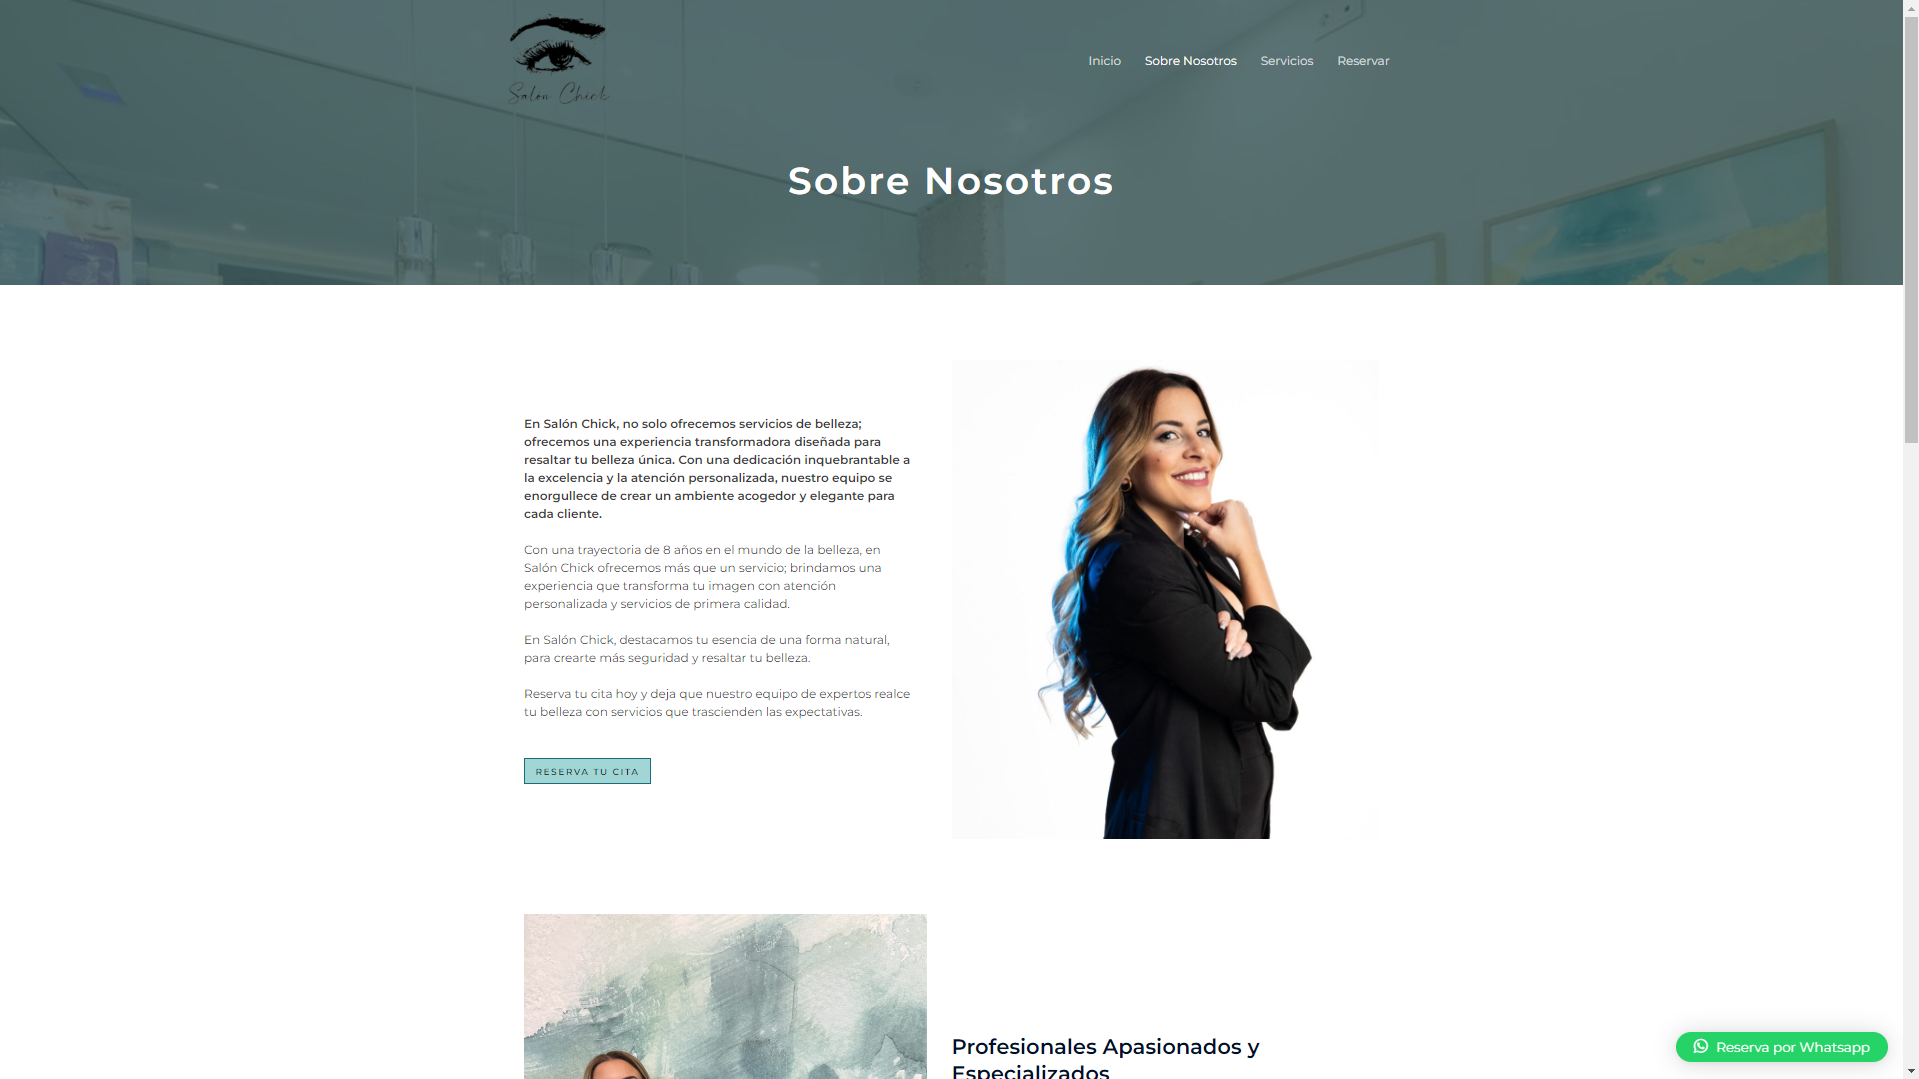 Salón Chick
Inicio
Sobre Nosotros
Servicios
Reservar
Sobre Nosotros
En Salón Chick, no solo ofrecemos servicios de belleza;
ofrecemos una experiencia transformadora diseñada para
resaltar tu belleza única. Con una dedicación inquebrantable a
la excelencia y la atención personalizada, nuestro equipo se
enorgullece de crear un ambiente acogedor y elegante para
cada cliente.
Con una trayectoria de 8 años en el mundo de la belleza, en
Salón Chick ofrecemos más que un servicio; brindamos una
experiencia que transforma tu imagen con atención
personalizada y servicios de primera calidad.
En Salón Chick, destacamos tu esencia de una forma natural,
para crearte más seguridad y resaltar tu belleza.
Reserva tu cita hoy y deja que nuestro equipo de expertos realce
tu belleza con servicios que trascienden las expectativas.
RESERVA TU CITA
Profesionales Apasionados y
Especializados
Reserva por Whatsapp